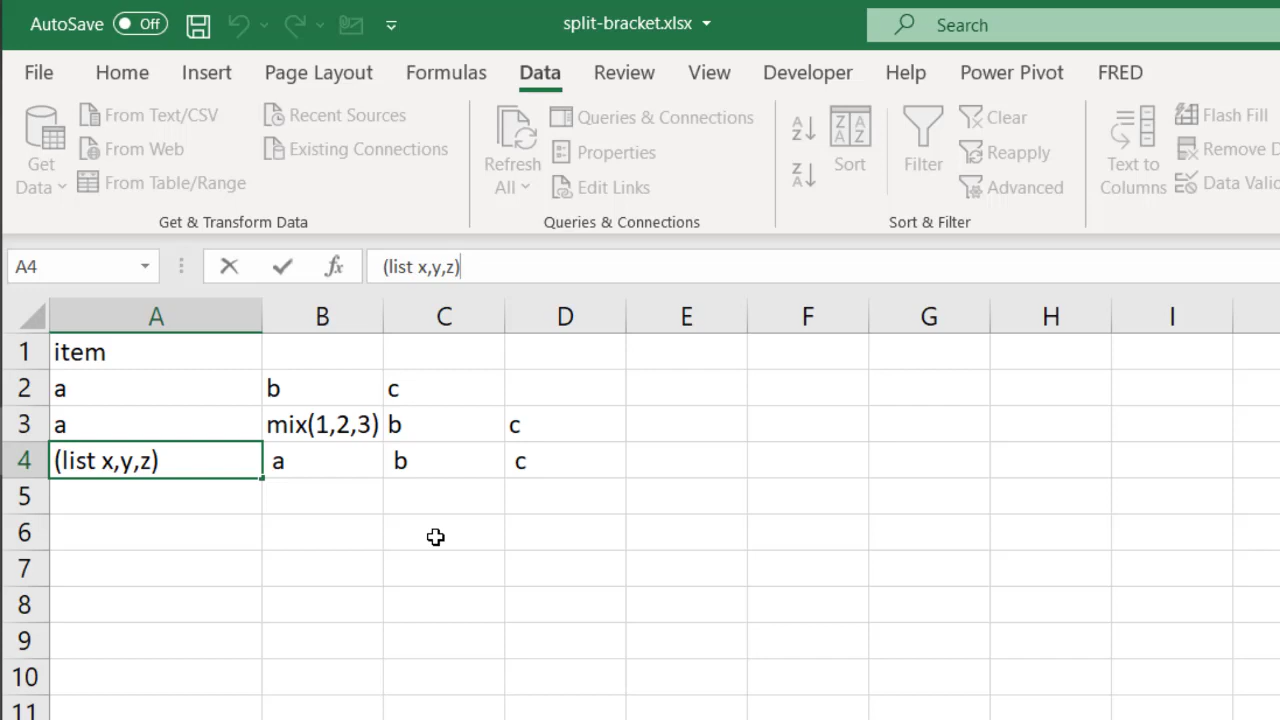 AutoSave Off split-bracket.xlsx Search
File Home Insert Page Layout Formulas Data Review View Developer Help Power Pivot FRED
Get Data
From Text/CSV
From Web
From Table/Range
Recent Sources
Existing Connections
Get & Transform Data
Refresh All
Queries & Connections
Properties
Edit Links
Queries & Connections
A Z
Z A
Z A A Z
Sort
Filter
Clear
Reapply
Advanced
Sort & Filter
Text to Columns
Flash Fill
Remove D
Data Valid
A4 fx (list x,y,z)
A B C D E F G H I
1 item
2 a b c
3 a mix(1,2,3) b c
4 (list x,y,z) a b c
5
6
7
8
9
10
11